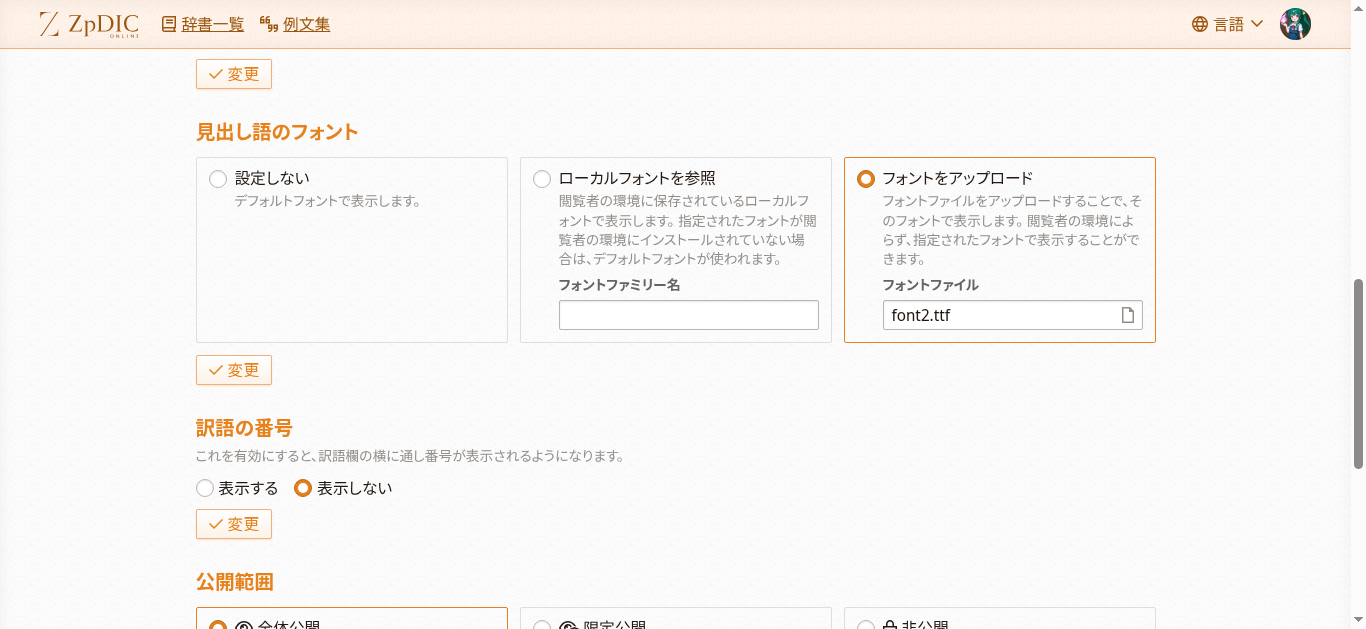 ZpDIC ONLINE 辞書一覧 例文集 言語
変更
見出し語のフォント
設定しない
デフォルトフォントで表示します。
ローカルフォントを参照
閲覧者の環境に保存されているローカルフ
ォントで表示します。指定されたフォントが閲
覧者の環境にインストールされていない場
合は、デフォルトフォントが使われます。
フォントファミリー名
フォントをアップロード
フォントファイルをアップロードすることで、そ
のフォントで表示します。閲覧者の環境によ
らず、指定されたフォントで表示することがで
きます。
フォントファイル
font2.ttf
変更
訳語の番号
これを有効にすると、訳語欄の横に通し番号が表示されるようになります。
表示する 表示しない
変更
公開範囲
全体公開 限定公開 非公開